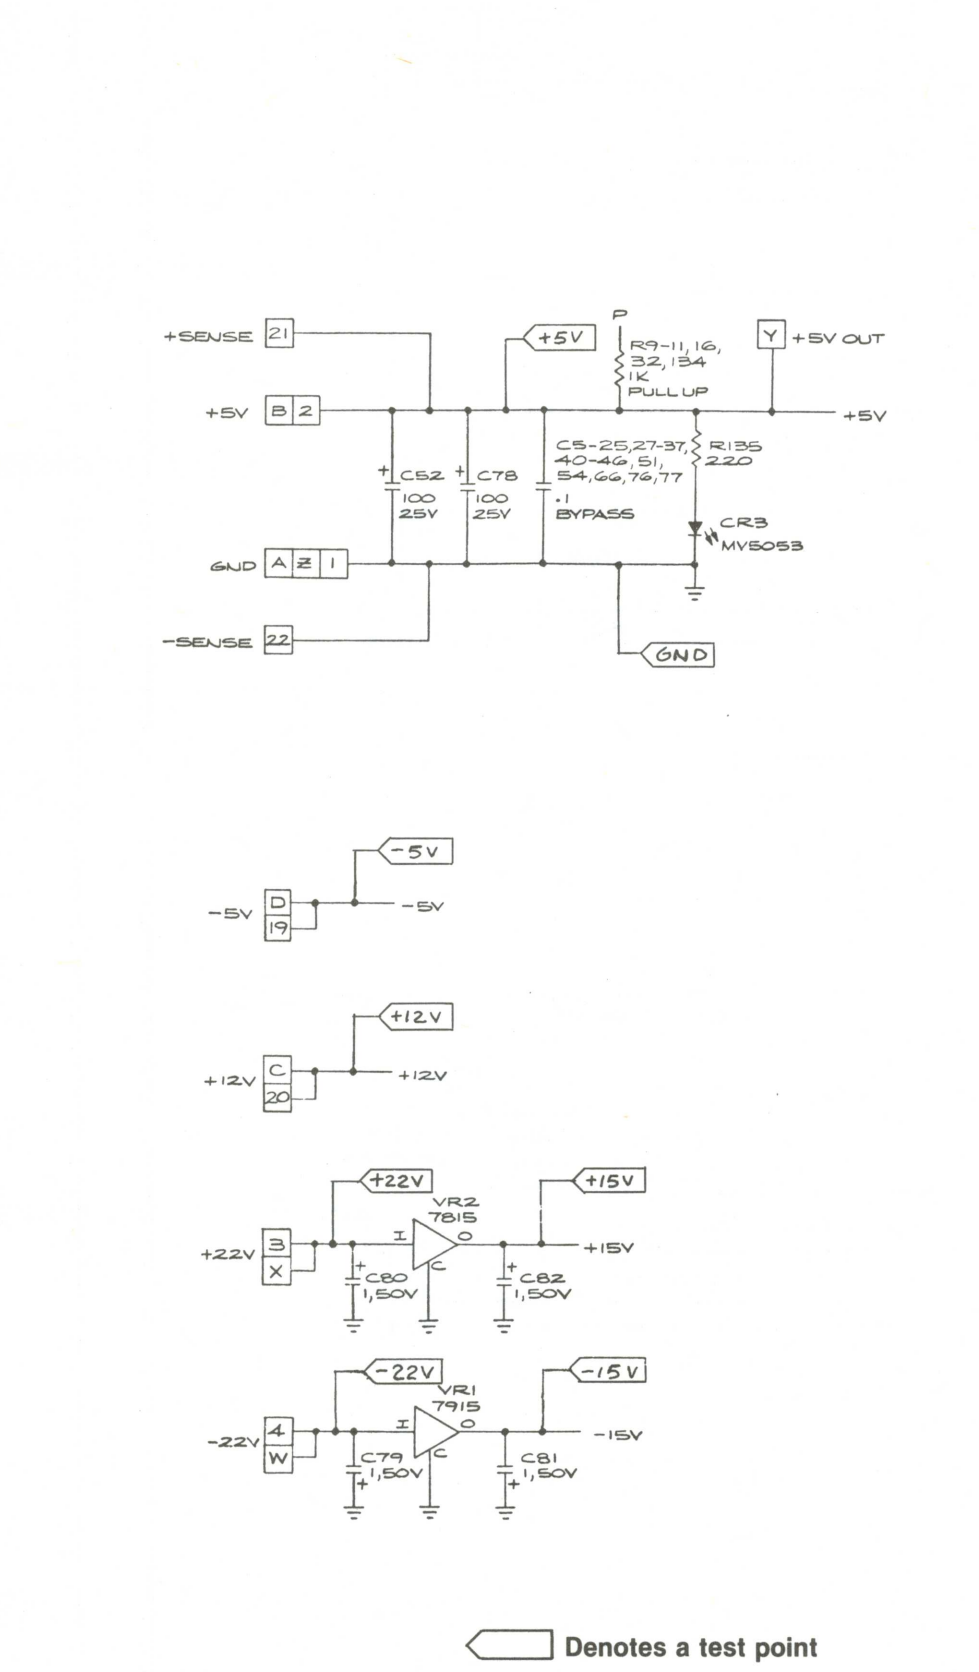 +SENSE 21
+5V
P
R9-11,16,
32,134
1K
PULL UP
Y +5V OUT
+5V B 2
+5V
C5-25,27-37,
40-46,51,
54,66,76,77
.1
BYPASS
R135
220
+ C52
100
25V
+ C78
100
25V
CR3
MV5053
GND A Z 1
-SENSE 22
GND
-5V
-5V D
19
-5V
+12V
+12V C
20
+12V
+22V
+15V
VR2
7815
+22V 3
X
I O
C
+15V
+
C80
1,50V
+
C82
1,50V
-22V
-15V
VR1
7915
-22V 4
W
I O
C
-15V
C79
1,50V
+
C81
1,50V
+
Denotes a test point